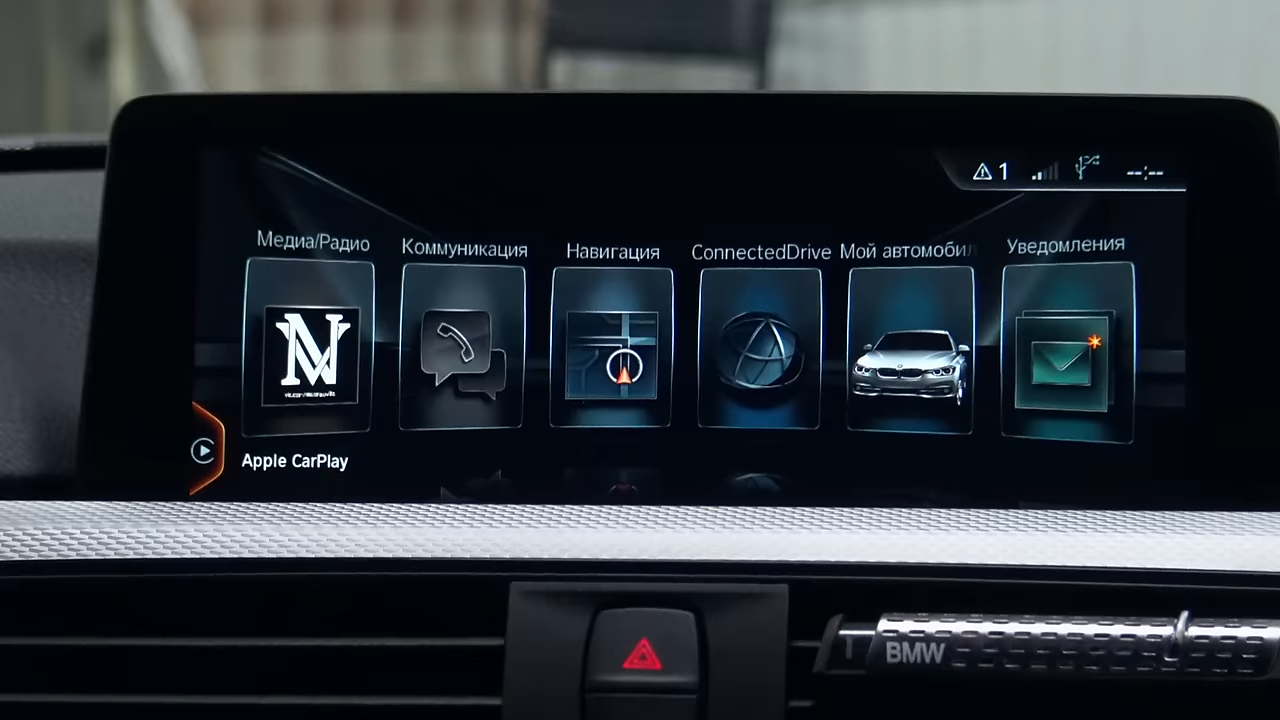 1
--:--
Медиа/Радио
Коммуникация
Навигация
ConnectedDrive
Мой автомобил
Уведомления
Apple CarPlay
BMW